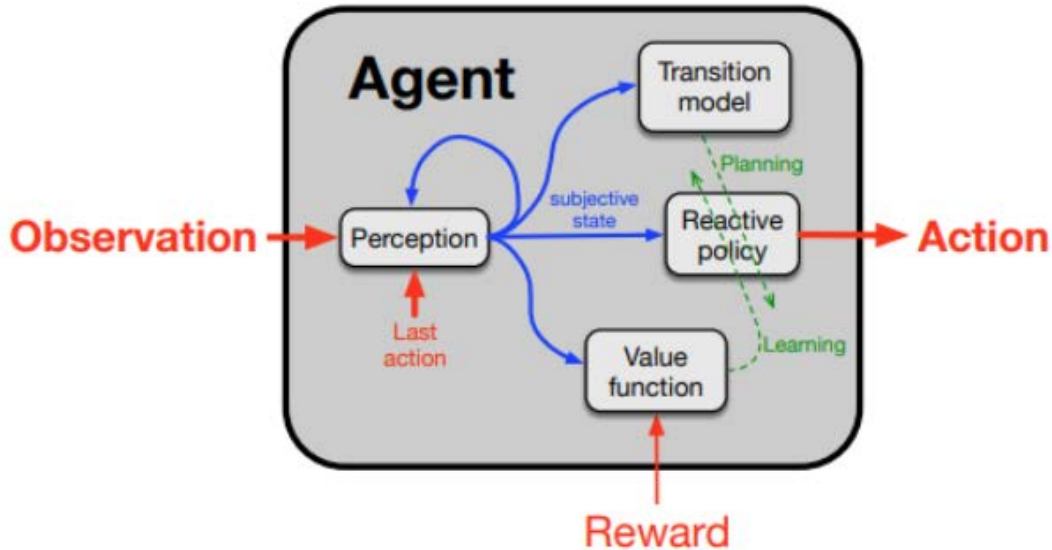 Agent
Transition
model
Planning
subjective
state
Observation
Perception
Reactive
policy
Action
Last
action
Learning
Value
function
Reward